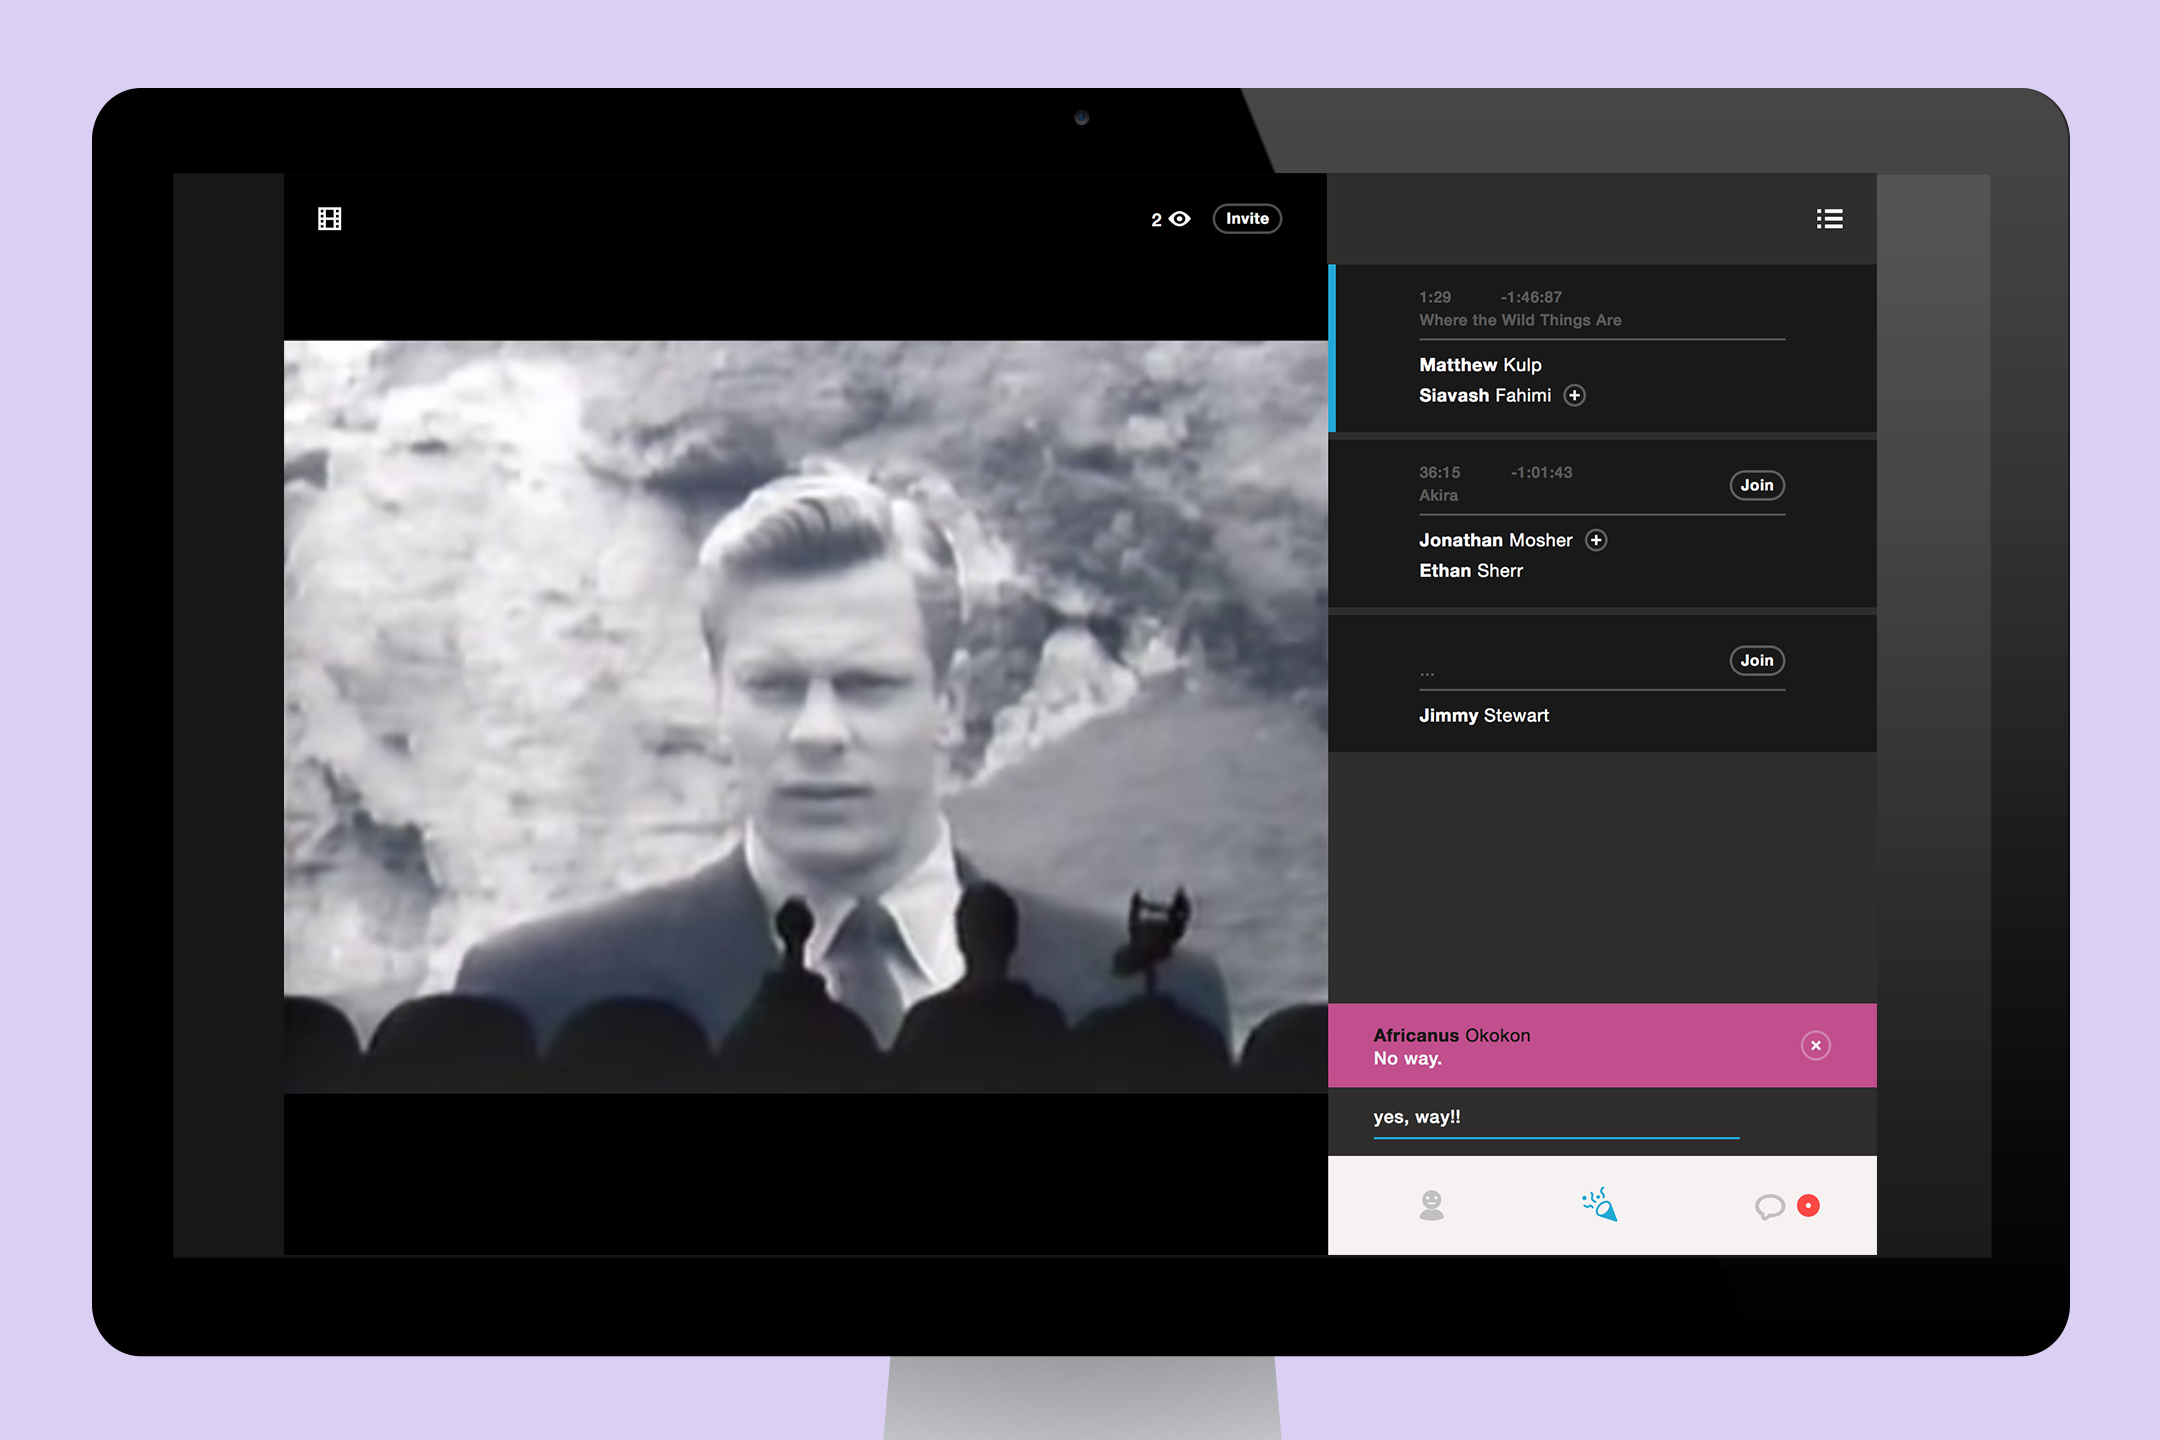 2
Invite
1:29 -1:46:87
Where the Wild Things Are
Matthew Kulp
Siavash Fahimi
36:15 -1:01:43
Akira
Join
Jonathan Mosher
Ethan Sherr
...
Join
Jimmy Stewart
Africanus Okokon
No way.
yes, way!!